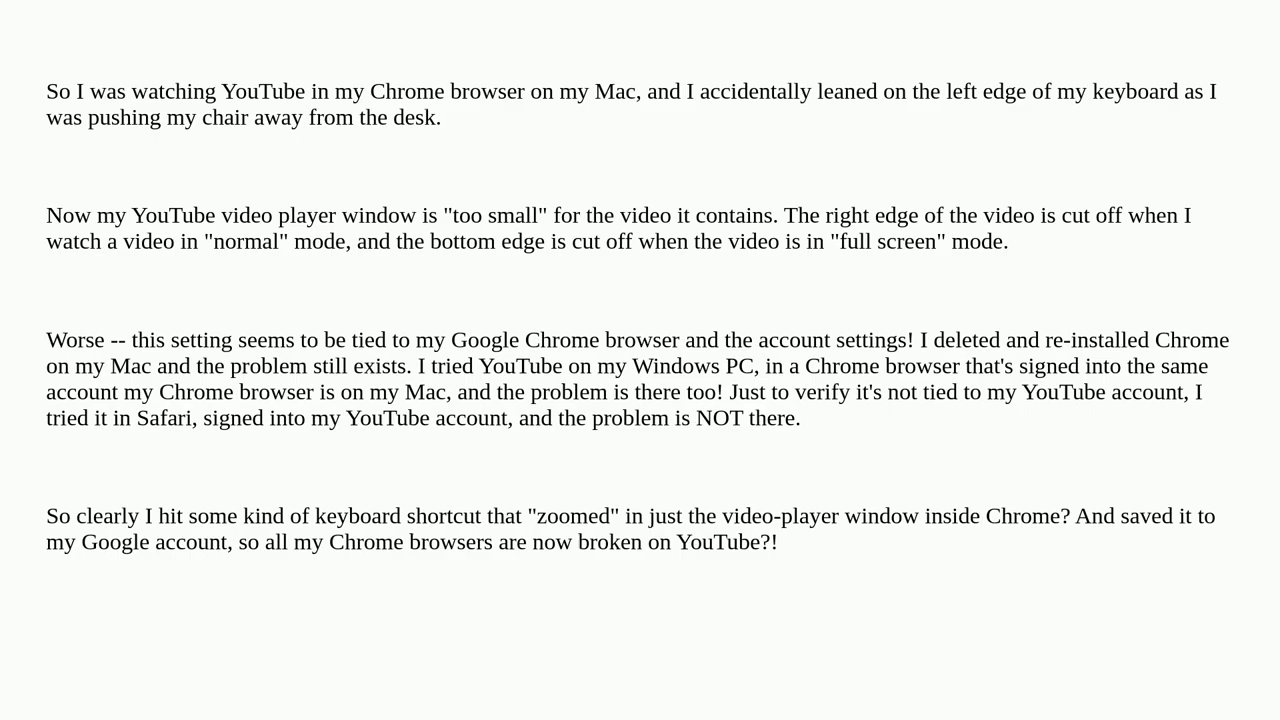 So I was watching YouTube in my Chrome browser on my Mac, and I accidentally leaned on the left edge of my keyboard as I
was pushing my chair away from the desk.
Now my YouTube video player window is "too small" for the video it contains. The right edge of the video is cut off when I
watch a video in "normal" mode, and the bottom edge is cut off when the video is in "full screen" mode.
Worse -- this setting seems to be tied to my Google Chrome browser and the account settings! I deleted and re-installed Chrome
on my Mac and the problem still exists. I tried YouTube on my Windows PC, in a Chrome browser that's signed into the same
account my Chrome browser is on my Mac, and the problem is there too! Just to verify it's not tied to my YouTube account, I
tried it in Safari, signed into my YouTube account, and the problem is NOT there.
So clearly I hit some kind of keyboard shortcut that "zoomed" in just the video-player window inside Chrome? And saved it to
my Google account, so all my Chrome browsers are now broken on YouTube?!